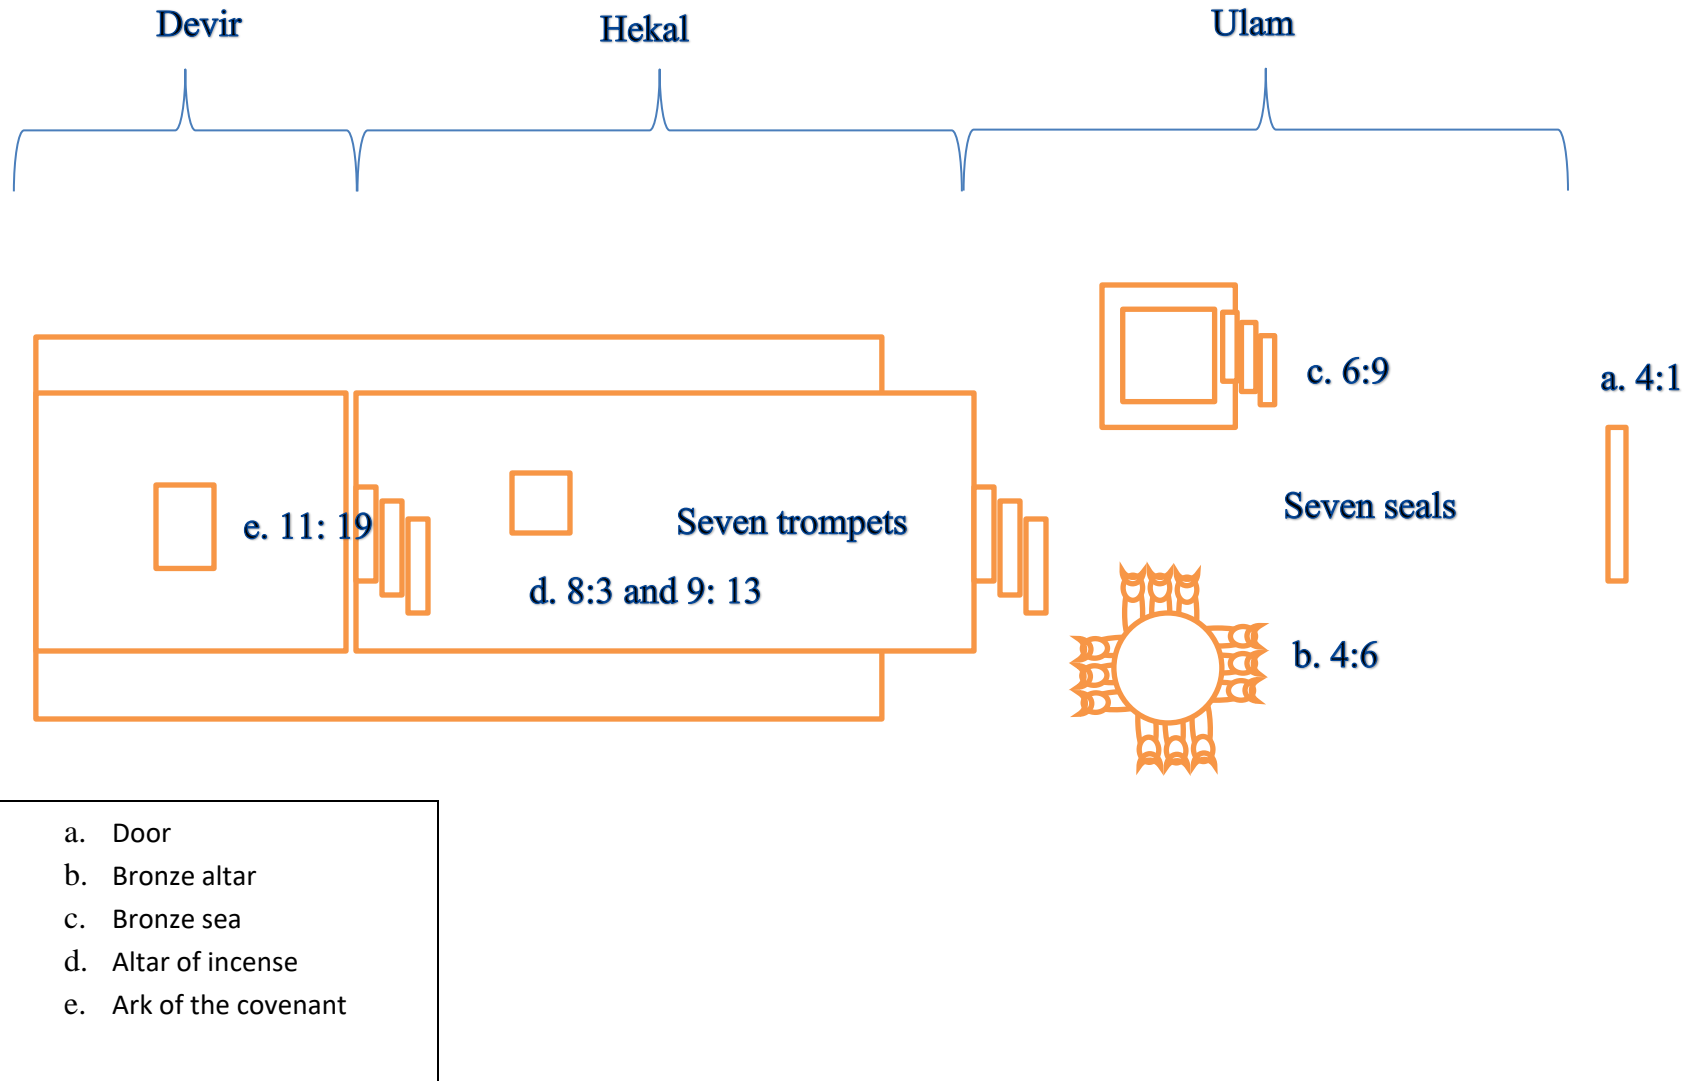 Devir
Hekal
Ulam
c. 6:9
a. 4:1
Seven seals
e. 11: 19
Seven trompets
d. 8:3 and 9: 13
b. 4:6
a. Door
b. Bronze altar
c. Bronze sea
d. Altar of incense
e. Ark of the covenant